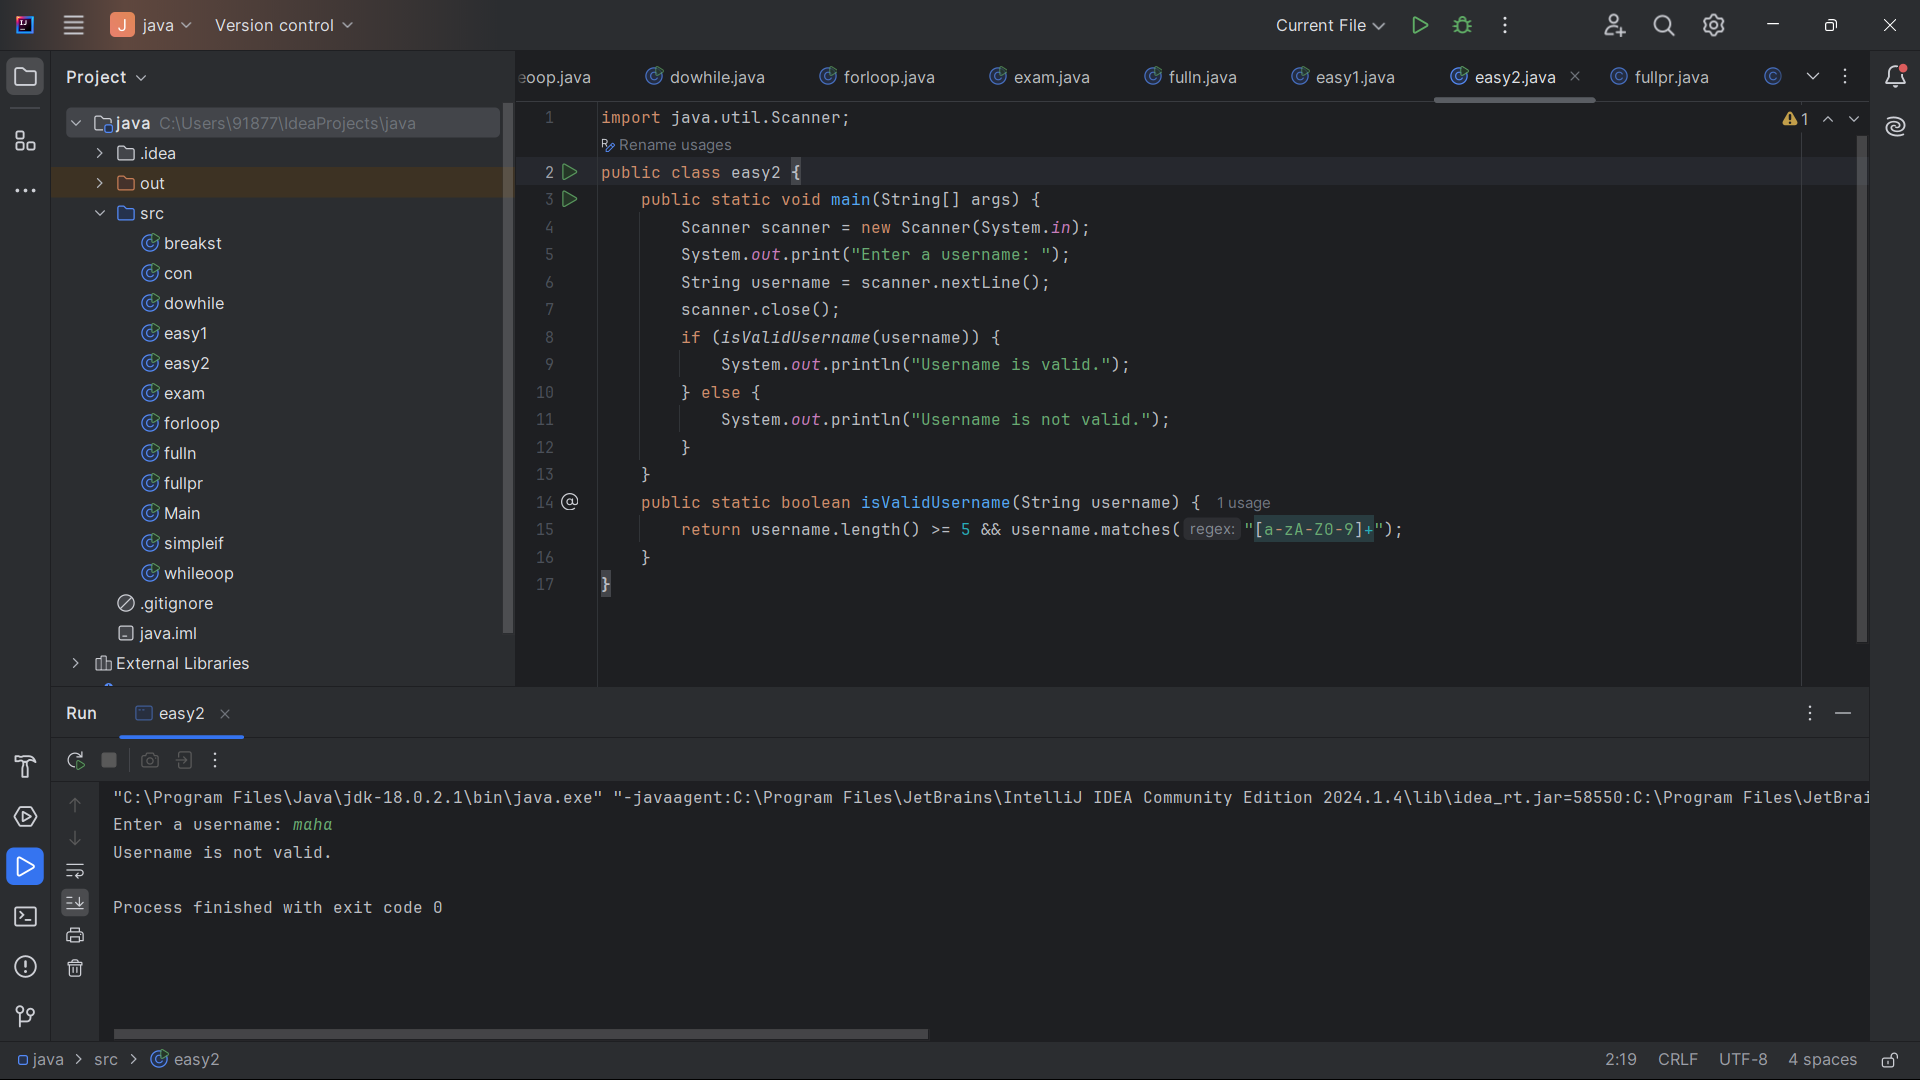 J java Version control Current File
Project
eoop.java dowhile.java forloop.java exam.java fulln.java easy1.java easy2.java fullpr.java
java C:\Users\91877\IdeaProjects\java
.idea
out
src
breakst
con
dowhile
easy1
easy2
exam
forloop
fulln
fullpr
Main
simpleif
whileoop
.gitignore
java.iml
External Libraries
1 import java.util.Scanner; 1
Rename usages
2 public class easy2 {
3 public static void main(String[] args) {
4 Scanner scanner = new Scanner(System.in);
5 System.out.print("Enter a username: ");
6 String username = scanner.nextLine();
7 scanner.close();
8 if (isValidUsername(username)) {
9 System.out.println("Username is valid.");
10 } else {
11 System.out.println("Username is not valid.");
12 }
13 }
14 @ public static boolean isValidUsername(String username) { 1 usage
15 return username.length() >= 5 && username.matches( regex: "[a-zA-Z0-9]+");
16 }
17 }
Run easy2
"C:\Program Files\Java\jdk-18.0.2.1\bin\java.exe" "-javaagent:C:\Program Files\JetBrains\IntelliJ IDEA Community Edition 2024.1.4\lib\idea_rt.jar=58550:C:\Program Files\JetBrai
Enter a username: maha
Username is not valid.
Process finished with exit code 0
java > src > easy2 2:19 CRLF UTF-8 4 spaces